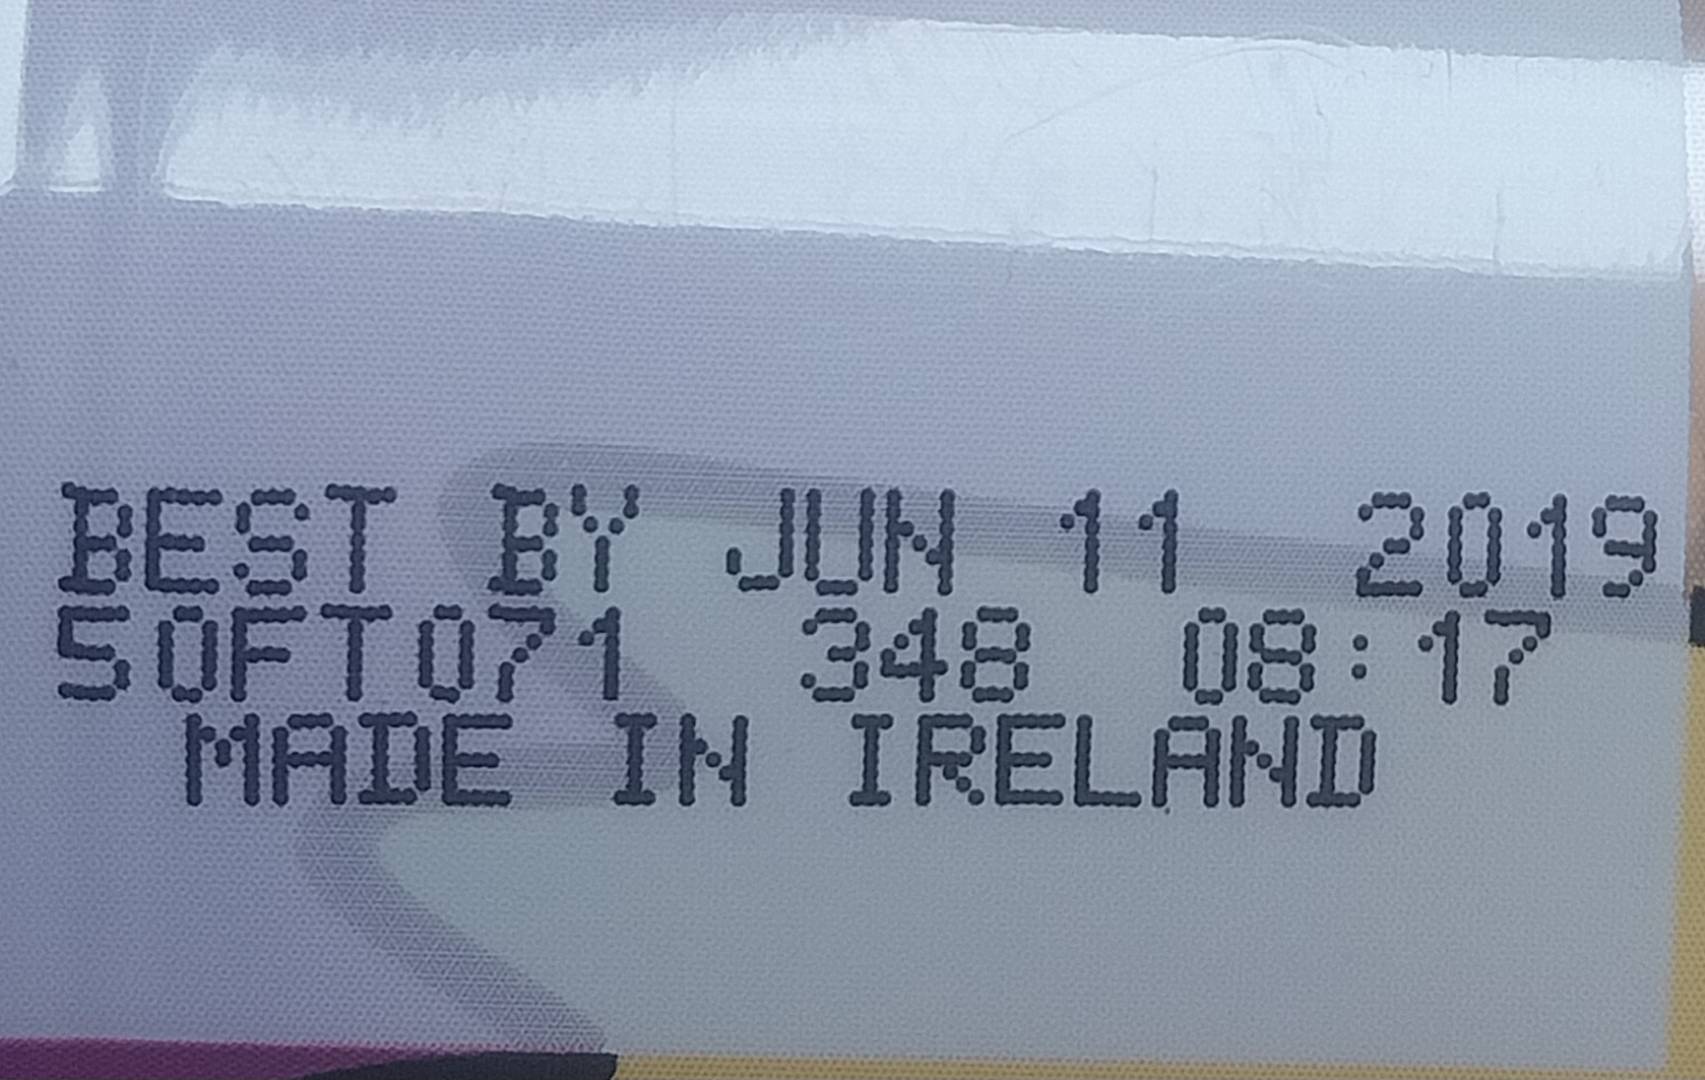 BEST BY JUN 11 2019
50FT071 348 08:17
MADE IN IRELAND